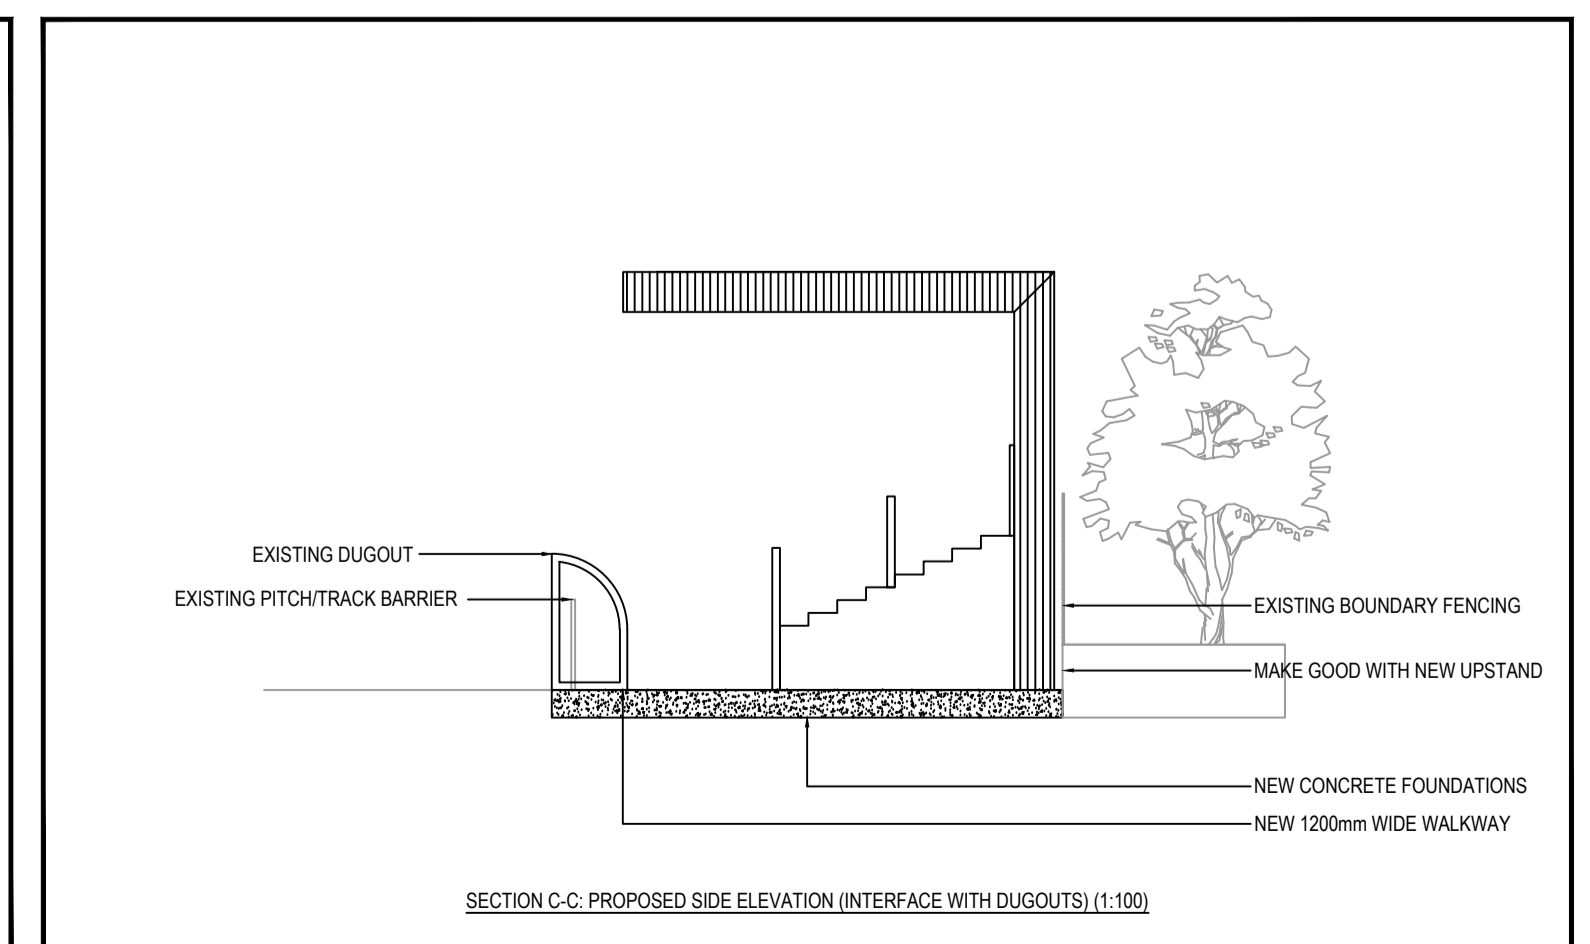 EXISTING DUGOUT
EXISTING PITCH/TRACK BARRIER
EXISTING BOUNDARY FENCING
MAKE GOOD WITH NEW UPSTAND
NEW CONCRETE FOUNDATIONS
NEW 1200mm WIDE WALKWAY
SECTION C-C: PROPOSED SIDE ELEVATION (INTERFACE WITH DUGOUTS) (1:100)